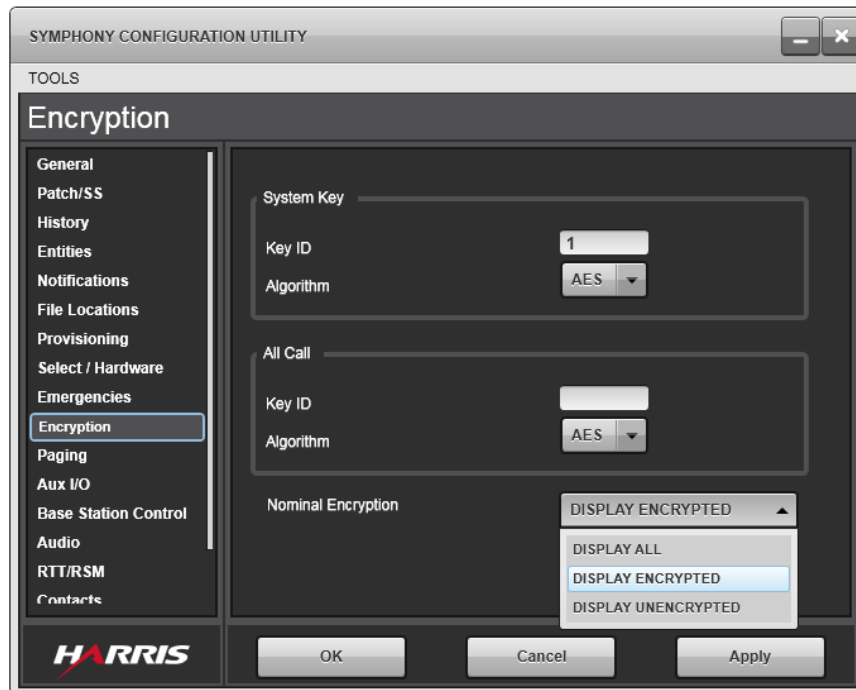 SYMPHONY CONFIGURATION UTILITY
TOOLS
Encryption
General
Patch/SS
History
Entities
Notifications
File Locations
Provisioning
Select / Hardware
Emergencies
Encryption
Paging
Aux I/O
Base Station Control
Audio
RTT/RSM
Contacts
System Key
Key ID
1
Algorithm
AES
All Call
Key ID
Algorithm
AES
Nominal Encryption
DISPLAY ENCRYPTED
DISPLAY ALL
DISPLAY ENCRYPTED
DISPLAY UNENCRYPTED
HARRIS
OK
Cancel
Apply